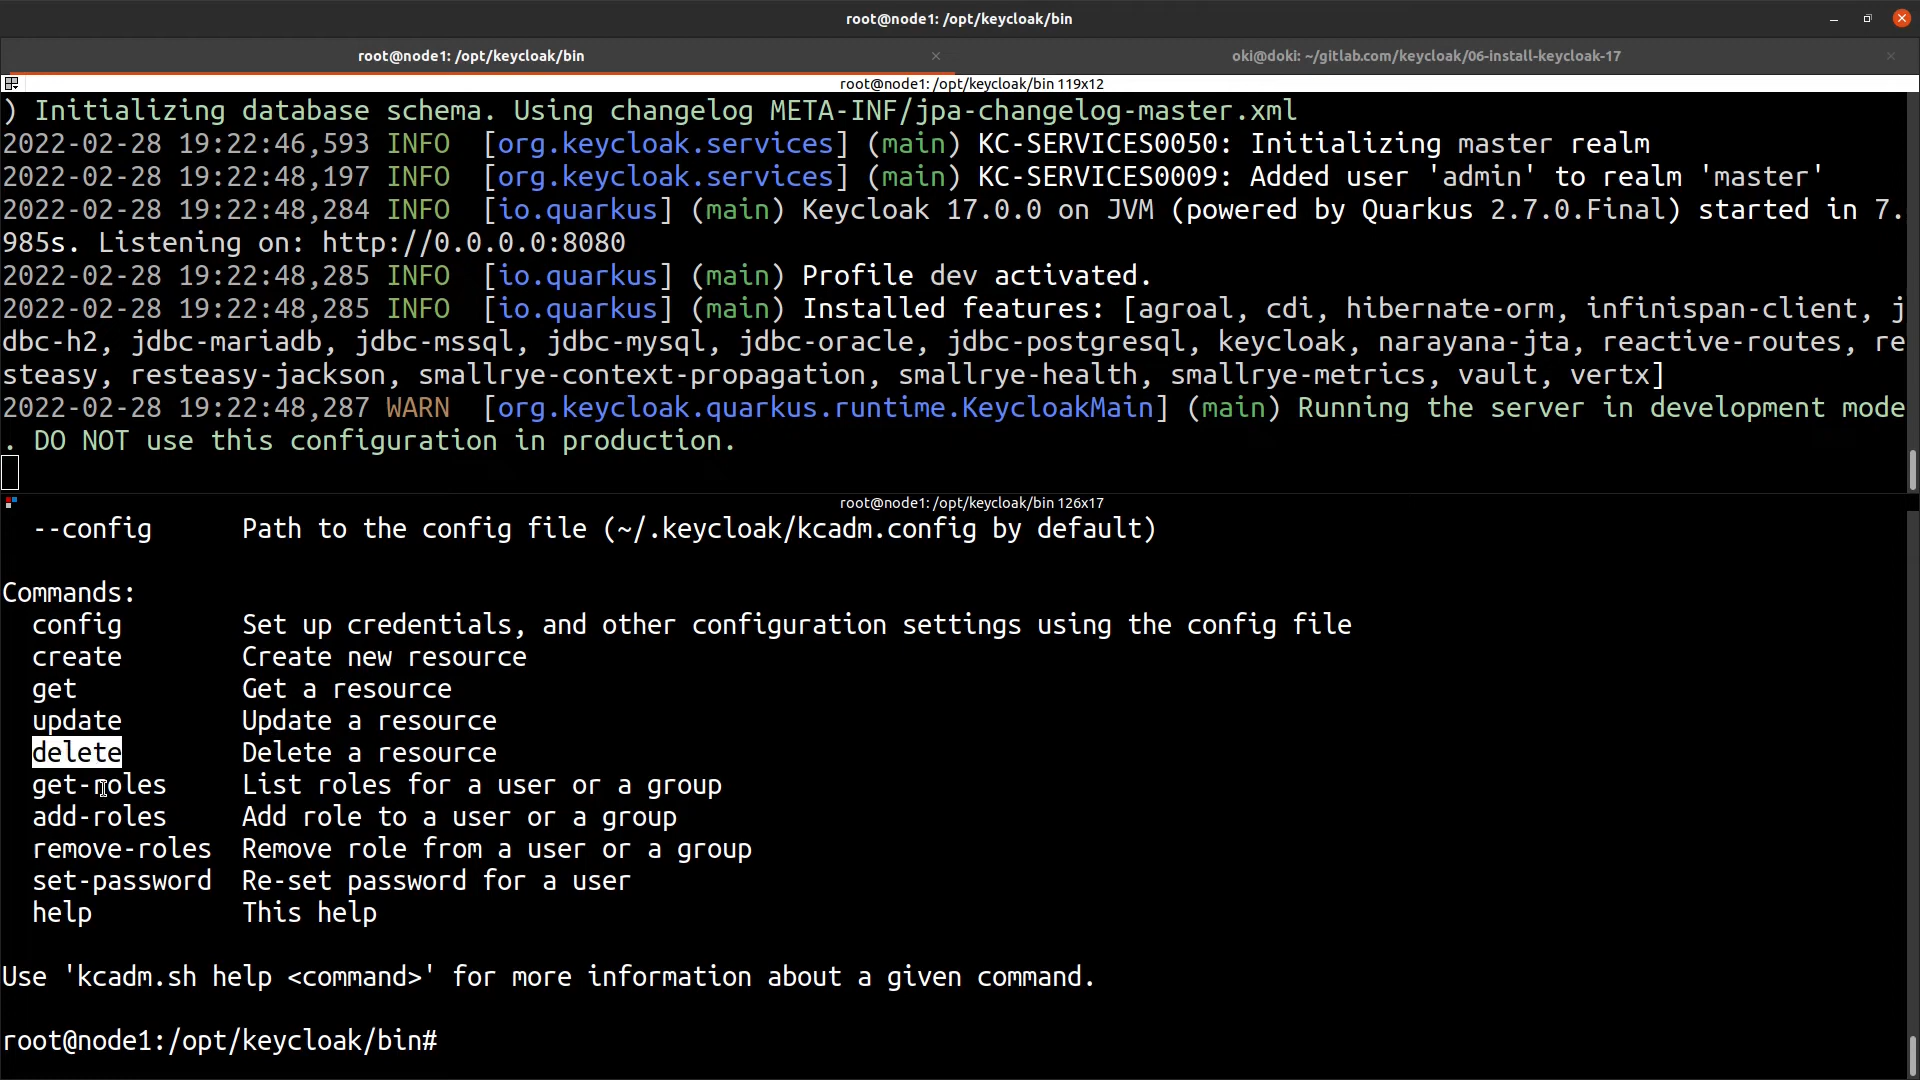 root@node1: /opt/keycloak/bin
root@node1: /opt/keycloak/bin
oki@doki: ~/gitlab.com/keycloak/06-install-keycloak-17
root@node1: /opt/keycloak/bin 119x12
) Initializing database schema. Using changelog META-INF/jpa-changelog-master.xml
2022-02-28 19:22:46,593 INFO  [org.keycloak.services] (main) KC-SERVICES0050: Initializing master realm
2022-02-28 19:22:48,197 INFO  [org.keycloak.services] (main) KC-SERVICES0009: Added user 'admin' to realm 'master'
2022-02-28 19:22:48,284 INFO  [io.quarkus] (main) Keycloak 17.0.0 on JVM (powered by Quarkus 2.7.0.Final) started in 7.
985s. Listening on: http://0.0.0.0:8080
2022-02-28 19:22:48,285 INFO  [io.quarkus] (main) Profile dev activated.
2022-02-28 19:22:48,285 INFO  [io.quarkus] (main) Installed features: [agroal, cdi, hibernate-orm, infinispan-client, j
dbc-h2, jdbc-mariadb, jdbc-mssql, jdbc-mysql, jdbc-oracle, jdbc-postgresql, keycloak, narayana-jta, reactive-routes, re
steasy, resteasy-jackson, smallrye-context-propagation, smallrye-health, smallrye-metrics, vault, vertx]
2022-02-28 19:22:48,287 WARN  [org.keycloak.quarkus.runtime.KeycloakMain] (main) Running the server in development mode
. DO NOT use this configuration in production.
root@node1: /opt/keycloak/bin 126x17
--config      Path to the config file (~/.keycloak/kcadm.config by default)
Commands:
config        Set up credentials, and other configuration settings using the config file
create        Create new resource
get           Get a resource
update        Update a resource
delete        Delete a resource
get-roles     List roles for a user or a group
add-roles     Add role to a user or a group
remove-roles  Remove role from a user or a group
set-password  Re-set password for a user
help          This help
Use 'kcadm.sh help <command>' for more information about a given command.
root@node1:/opt/keycloak/bin#